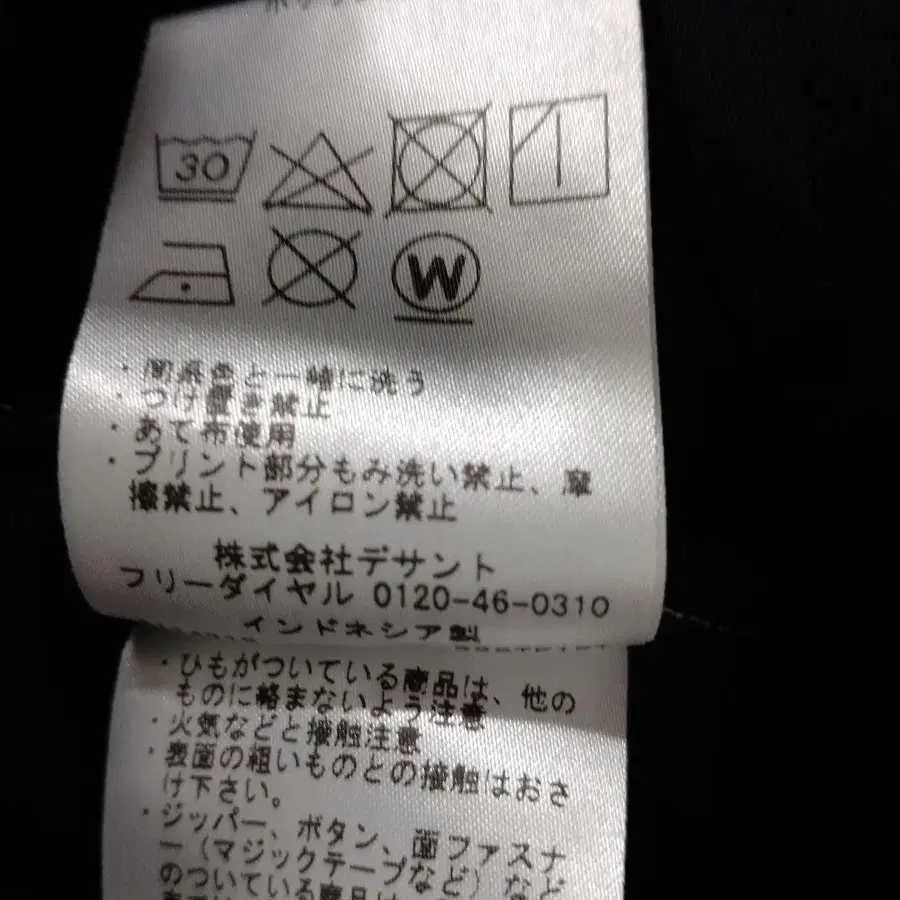 30
W
・同系色と一緒に洗う
・つけ置き禁止
・あて布使用
・プリント部分もみ洗い禁止、摩
擦禁止、アイロン禁止
株式会社デサント
フリーダイヤル 0120-46-0310
インドネシア製
・ひもがついている商品は、他の
ものに絡まないよう注意
・火気などと接触注意
・表面の粗いものとの接触はおさ
け下さい。
・ジッパー、ボタン、面ファスナ
ー（マジックテープなど）など
のついている商品は